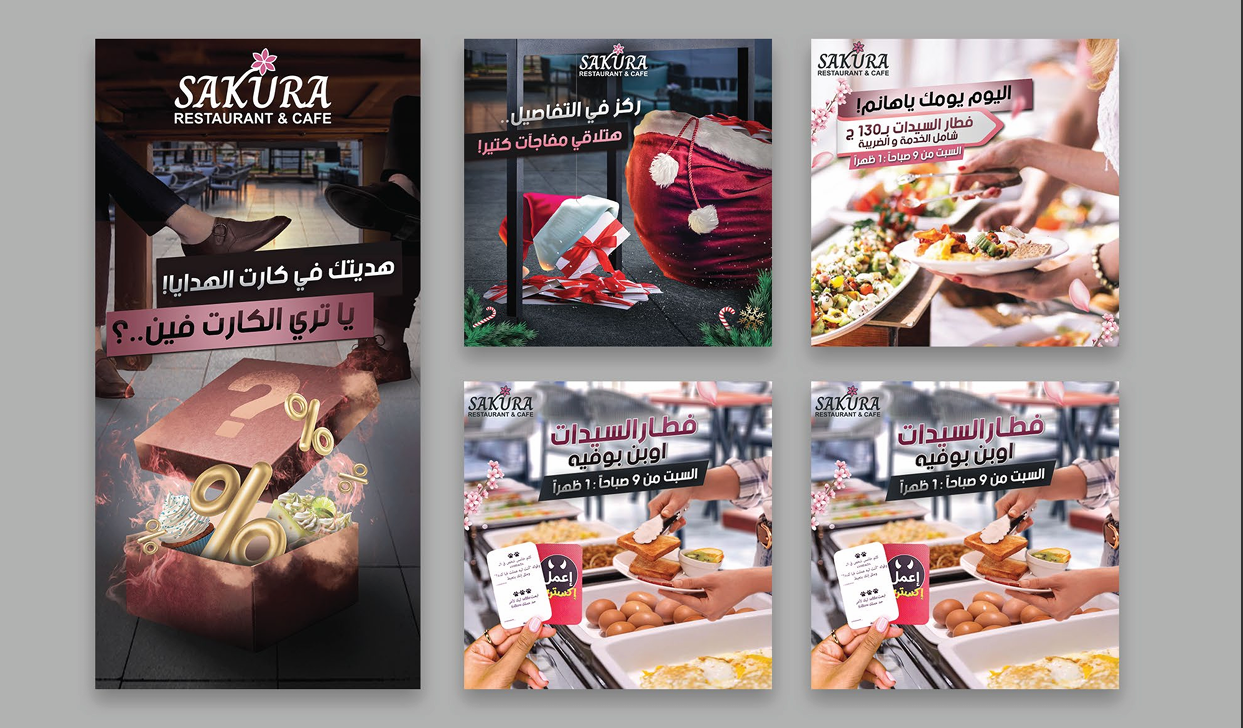 SAKURA
RESTAURANT & CAFE
هديتك في كارت الهدايا!
يا تري الكارت فين..؟
?
%
%
%
%
SAKURA
RESTAURANT & CAFE
ركز في التفاصيل..
هتلاقي مفاجآت كتير!
SAKURA
RESTAURANT & CAFE
اليوم يومك ياهانم!
فطار السيدات بـ130 ج
شامل الخدمة و الضريبة
السبت من 9 صباحاً : 1 ظهراً
SAKURA
RESTAURANT & CAFE
فطار السيدات
اوبن بوفيه
السبت من 9 صباحاً : 1 ظهراً
إعمل
SAKURA
RESTAURANT & CAFE
فطار السيدات
اوبن بوفيه
السبت من 9 صباحاً : 1 ظهراً
إعمل